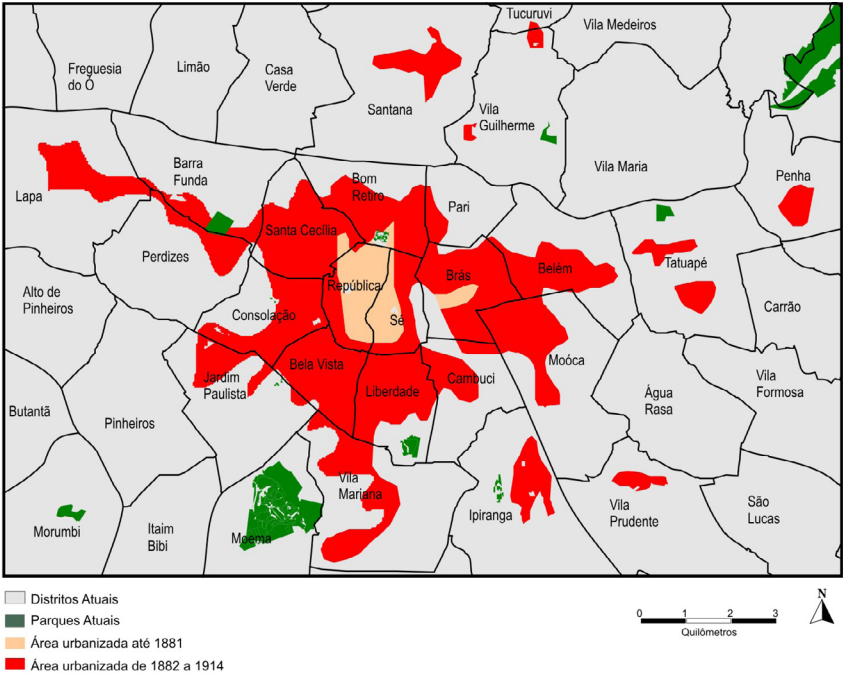 Tucuruvi
Vila Medeiros
Freguesia
do Ó
Limão
Casa
Verde
Santana
Vila
Guilherme
Vila Maria
Penha
Lapa
Barra
Funda
Bom
Retiro
Pari
Santa Cecília
Perdizes
Brás
Belém
Tatuapé
República
Alto de
Pinheiros
Consolação
Sé
Carrão
Bela Vista
Moóca
Jardim
Paulista
Liberdade
Cambuci
Vila
Formosa
Água
Rasa
Butantã
Pinheiros
Vila
Mariana
Ipiranga
Vila
Prudente
São
Lucas
Morumbi
Itaim
Bibi
Moema
Distritos Atuais
Parques Atuais
Área urbanizada até 1881
Área urbanizada de 1882 a 1914
0 1 2 3
Quilômetros
N